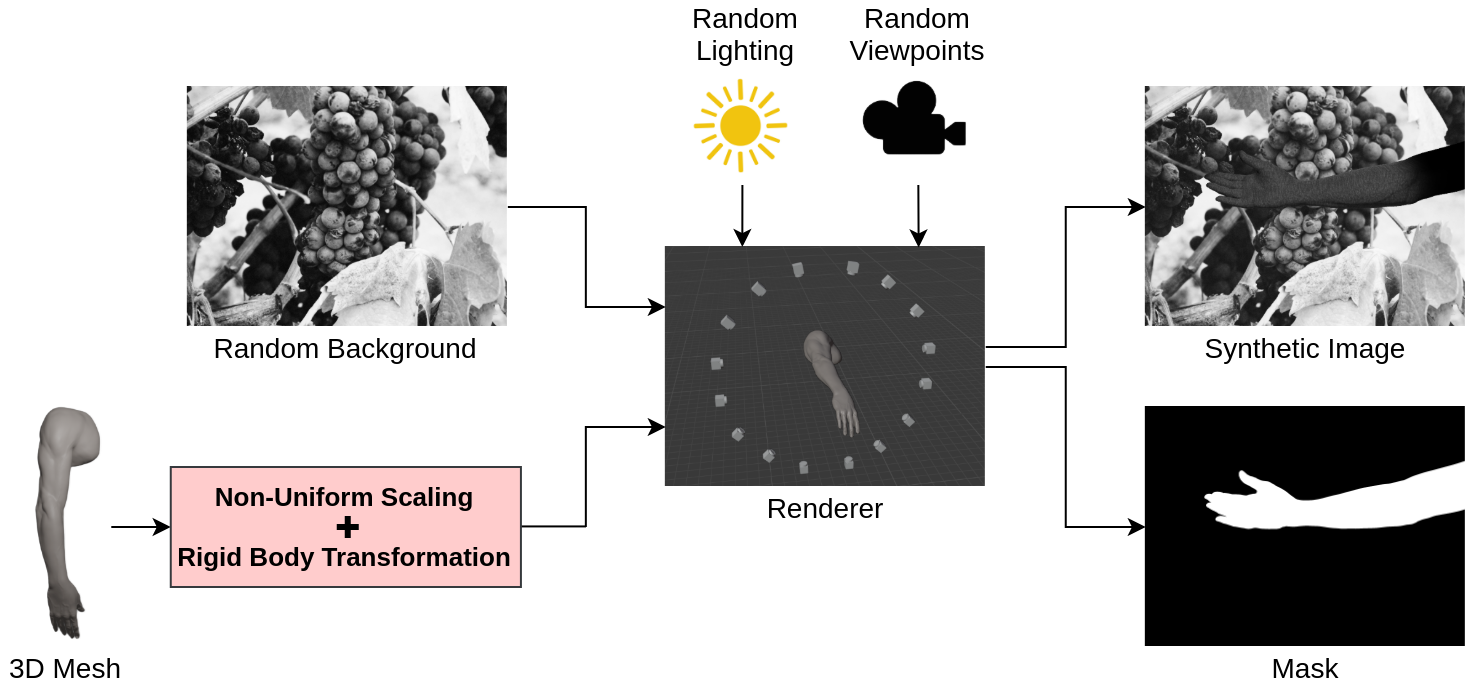 Random
Lighting
Random
Viewpoints
Random Background
Non-Uniform Scaling
+
Rigid Body Transformation
3D Mesh
Renderer
Synthetic Image
Mask